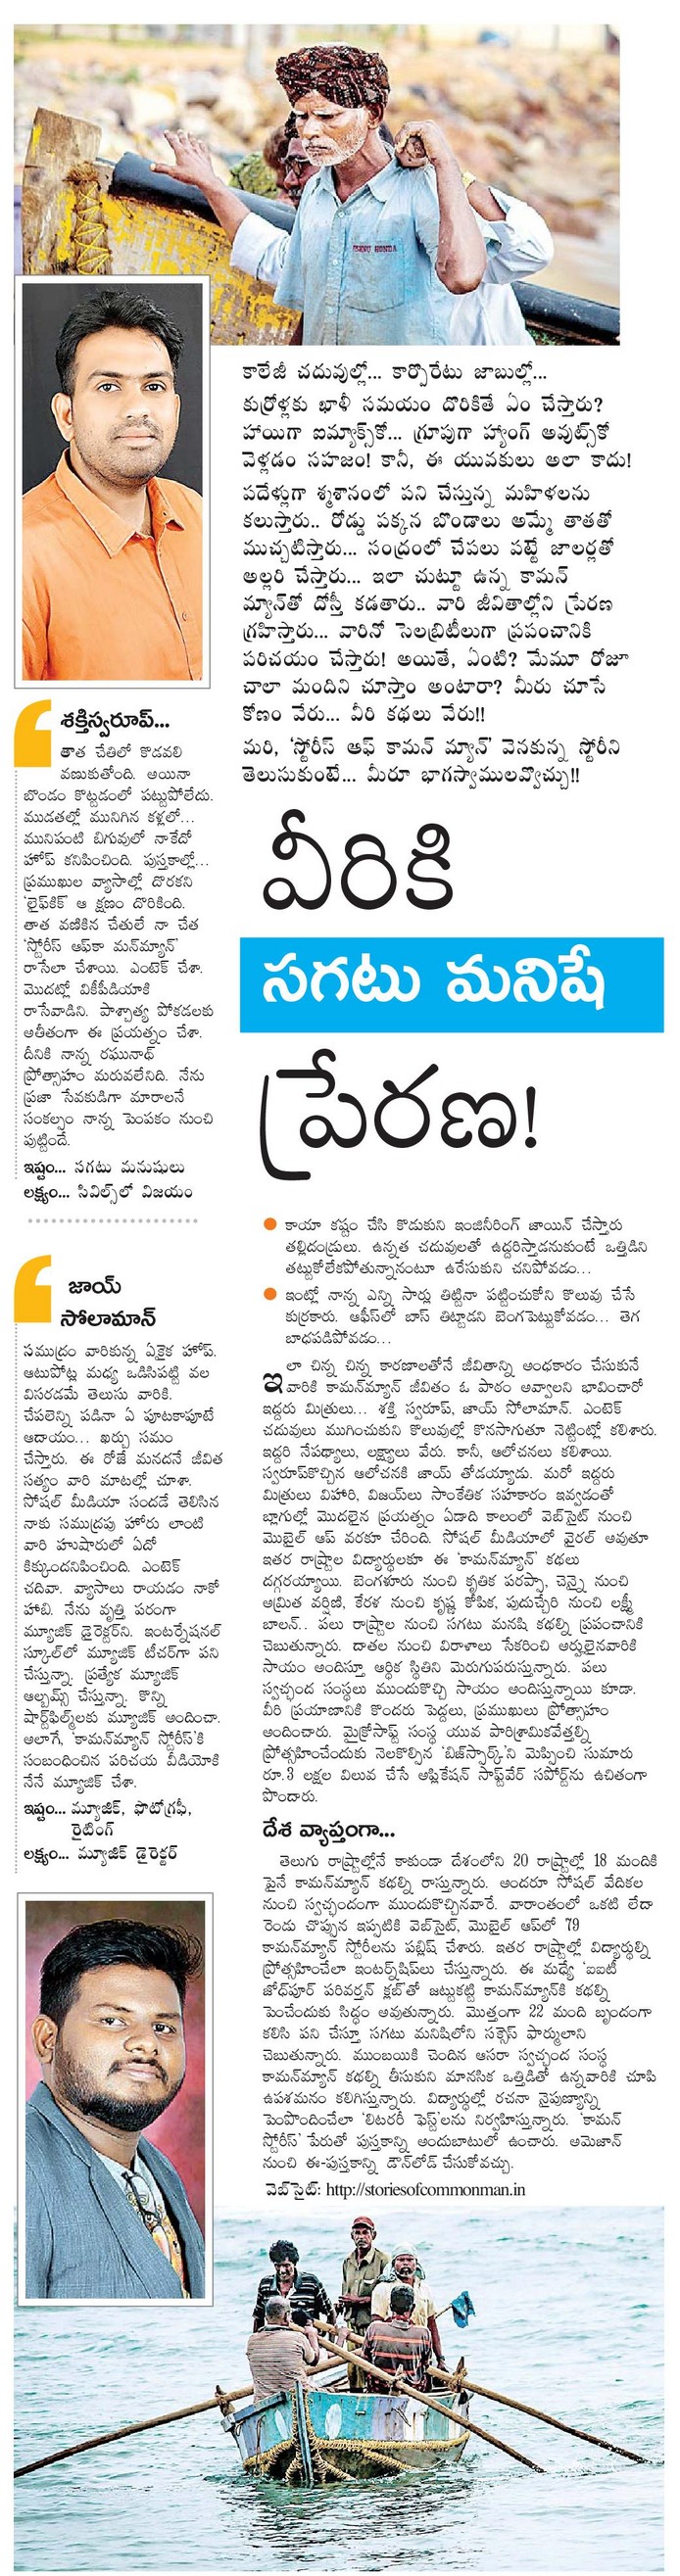 కాలేజీ చదువుల్లో... కార్పొరేటు జాబుల్లో...
కుర్రోళ్లకు ఖాళీ సమయం దొరికితే ఏం చేస్తారు?
హాయిగా ఐమ్యాక్స్‌కో... గ్రూపుగా హ్యాంగ్ అవుట్స్‌కో
వెళ్లడం సహజం! కానీ, ఈ యువకులు అలా కాదు!
పదేళ్లుగా శ్మశానంలో పని చేస్తున్న మహిళలను
కలుస్తారు.. రోడ్డు పక్కన బొండాలు అమ్మే తాతతో
ముచ్చటిస్తారు... సంద్రంలో చేపలు పట్టే జాలర్లతో
అల్లరి చేస్తారు... ఇలా చుట్టూ ఉన్న కామన్
మ్యాన్‌తో దోస్తీ కడతారు.. వారి జీవితాల్లోని ప్రేరణ
గ్రహిస్తారు... వారినో సెలబ్రిటీలుగా ప్రపంచానికి
పరిచయం చేస్తారు! అయితే, ఏంటి? మేమూ రోజూ
చాలా మందిని చూస్తాం అంటారా? మీరు చూసే
కోణం వేరు... వీరి కథలు వేరు!!
మరి, 'స్టోరీస్ ఆఫ్ కామన్ మ్యాన్' వెనకున్న స్టోరీని
తెలుసుకుంటే... మీరూ భాగస్వాములవ్వొచ్చు!!
వీరికి
సగటు మనిషే
ప్రేరణ!
శక్తిస్వరూప్...
తాత చేతిలో కొడవలి
వణుకుతోంది. అయినా
బొండం కొట్టడంలో పట్టుపోలేదు.
ముడతల్లో మునిగిన కళ్లలో...
మునిపంటి బిగువులో నాకేదో
హోప్ కనిపించింది. పుస్తకాల్లో...
ప్రముఖుల వ్యాసాల్లో దొరకని
'లైఫ్‌కిక్' ఆ క్షణం దొరికింది.
తాత వణికిన చేతులే నా చేత
'స్టోరీస్ ఆఫ్‌కా మన్‌మ్యాన్'
రాసేలా చేశాయి. ఎంటెక్ చేశా.
మొదట్లో వికీపీడియాకి
రాసేవాడిని. పాశ్చాత్య పోకడలకు
అతీతంగా ఈ ప్రయత్నం చేశా.
దీనికి నాన్న రఘునాథ్
ప్రోత్సాహం మరువలేనిది. నేను
ప్రజా సేవకుడిగా మారాలనే
సంకల్పం నాన్న పెంపకం నుంచి
పుట్టిందే.
ఇష్టం... సగటు మనుషులు
లక్ష్యం... సివిల్స్‌లో విజయం
జాయ్
సోలామాన్
సముద్రం వారికున్న ఏకైక హోప్.
ఆటుపోట్ల మధ్య ఒడిసిపట్టి వల
విసరడమే తెలుసు వారికి.
చేపలెన్ని పడినా ఏ పూటకాపూటే
ఆదాయం... ఖర్చు సమం
చేస్తారు. ఈ రోజే మనదనే జీవిత
సత్యం వారి మాటల్లో చూశా.
సోషల్ మీడియా సందడే తెలిసిన
నాకు సముద్రపు హోరు లాంటి
వారి హుషారులో ఏదో
కిక్కుందనిపించింది. ఎంటెక్
చదివా. వ్యాసాలు రాయడం నాకో
హాబి. నేను వృత్తి పరంగా
మ్యూజిక్ డైరెక్టర్‌ని. ఇంటర్నేషనల్
స్కూల్‌లో మ్యూజిక్ టీచర్‌గా పని
చేస్తున్నా. ప్రత్యేక మ్యూజిక్
ఆల్బమ్స్ చేస్తున్నా. కొన్ని
షార్ట్‌ఫిల్మ్‌లకు మ్యూజిక్ అందించా.
అలాగే, 'కామన్‌మ్యాన్ స్టోరీస్'కి
సంబంధించిన పరిచయ వీడియోకి
నేనే మ్యూజిక్ చేశా.
ఇష్టం... మ్యూజిక్, ఫొటోగ్రఫీ,
రైటింగ్
లక్ష్యం... మ్యూజిక్ డైరెక్టర్
కాయా కష్టం చేసి కొడుకుని ఇంజినీరింగ్ జాయిన్ చేస్తారు
తల్లిదండ్రులు. ఉన్నత చదువులతో ఉద్ధరిస్తాడనుకుంటే ఒత్తిడిని
తట్టుకోలేకపోతున్నానంటూ ఉరేసుకుని చనిపోవడం...
ఇంట్లో నాన్న ఎన్ని సార్లు తిట్టినా పట్టించుకోని కొలువు చేసే
కుర్రకారు. ఆఫీస్‌లో బాస్ తిట్టాడని బెంగపెట్టుకోవడం... తెగ
బాధపడిపోవడం...
ఇలా చిన్న చిన్న కారణాలతోనే జీవితాన్ని అంధకారం చేసుకునే
వారికి కామన్‌మ్యాన్ జీవితం ఓ పాఠం అవ్వాలని భావించారో
ఇద్దరు మిత్రులు... శక్తి స్వరూప్, జాయ్ సోలామాన్. ఎంటెక్
చదువులు ముగించుకుని కొలువుల్లో కొనసాగుతూ నెట్టింట్లో కలిశారు.
ఇద్దరి నేపథ్యాలు, లక్ష్యాలు వేరు. కానీ, ఆలోచనలు కలిశాయి.
స్వరూప్‌కొచ్చిన ఆలోచనకి జాయ్ తోడయ్యాడు. మరో ఇద్దరు
మిత్రులు విహారి, విజయ్‌లు సాంకేతిక సహకారం ఇవ్వడంతో
బ్లాగుల్లో మొదలైన ప్రయత్నం ఏడాది కాలంలో వెబ్‌సైట్ నుంచి
మొబైల్ ఆప్ వరకూ చేరింది. సోషల్ మీడియాలో వైరల్ అవుతూ
ఇతర రాష్ట్రాల విద్యార్థులకూ ఈ 'కామన్‌మ్యాన్' కథలు
దగ్గరయ్యాయి. బెంగళూరు నుంచి కృతిక పరప్పా, చెన్నై నుంచి
ఆమ్రిత వర్షిణి, కేరళ నుంచి కృష్ణ కోపిక, పుదుచ్చేరి నుంచి లక్ష్మీ
బాలన్.. పలు రాష్ట్రాల నుంచి సగటు మనషి కథల్ని ప్రపంచానికి
చెబుతున్నారు. దాతల నుంచి విరాళాలు సేకరించి అర్హులైనవారికి
సాయం అందిస్తూ ఆర్థిక స్థితిని మెరుగుపరుస్తున్నారు. పలు
స్వచ్ఛంద సంస్థలు ముందుకొచ్చి సాయం అందిస్తున్నాయి కూడా.
వీరి ప్రయాణానికి కొందరు పెద్దలు, ప్రముఖులు ప్రోత్సాహం
అందించారు. మైక్రోసాఫ్ట్ సంస్థ యువ పారిశ్రామికవేత్తల్ని
ప్రోత్సహించేందుకు నెలకొల్పిన 'బిజ్‌స్పార్క్'ని మెప్పించి సుమారు
రూ.3 లక్షల విలువ చేసే అప్లికేషన్ సాఫ్ట్‌వేర్ సపోర్ట్‌ను ఉచితంగా
పొందారు.
దేశ వ్యాప్తంగా...
తెలుగు రాష్ట్రాల్లోనే కాకుండా దేశంలోని 20 రాష్ట్రాల్లో 18 మందికి
పైనే కామన్‌మ్యాన్ కథల్ని రాస్తున్నారు. అందరూ సోషల్ వేదికల
నుంచి స్వచ్ఛందంగా ముందుకొచ్చినవారే. వారాంతంలో ఒకటి లేదా
రెండు చొప్పున ఇప్పటికి వెబ్‌సైట్, మొబైల్ ఆప్‌లో 79
కామన్‌మ్యాన్ స్టోరీలను పబ్లిష్ చేశారు. ఇతర రాష్ట్రాల్లో విద్యార్థుల్ని
ప్రోత్సహించేలా ఇంటర్న్‌షిప్‌లు చేస్తున్నారు. ఈ మధ్యే 'ఐఐటీ
జోధ్‌పూర్ పరివర్తన్ క్లబ్‌'తో జట్టుకట్టి కామన్‌మ్యాన్‌కి కథల్ని
పెంచేందుకు సిద్ధం అవుతున్నారు. మొత్తంగా 22 మంది బృందంగా
కలిసి పని చేస్తూ సగటు మనిషిలోని సక్సెస్ ఫార్ములాని
చెబుతున్నారు. ముంబయికి చెందిన ఆసరా స్వచ్ఛంద సంస్థ
కామన్‌మ్యాన్ కథల్ని తీసుకుని మానసిక ఒత్తిడితో ఉన్నవారికి చూపి
ఉపశమనం కలిగిస్తున్నారు. విద్యార్థుల్లో రచనా నైపుణ్యాన్ని
పెంపొందించేలా 'లిటరరీ ఫెస్ట్'లను నిర్వహిస్తున్నారు. 'కామన్
స్టోరీస్' పేరుతో పుస్తకాన్ని అందుబాటులో ఉంచారు. అమెజాన్
నుంచి ఈ-పుస్తకాన్ని డౌన్‌లోడ్ చేసుకోవచ్చు.
వెబ్‌సైట్: http://storiesofcommonman.in